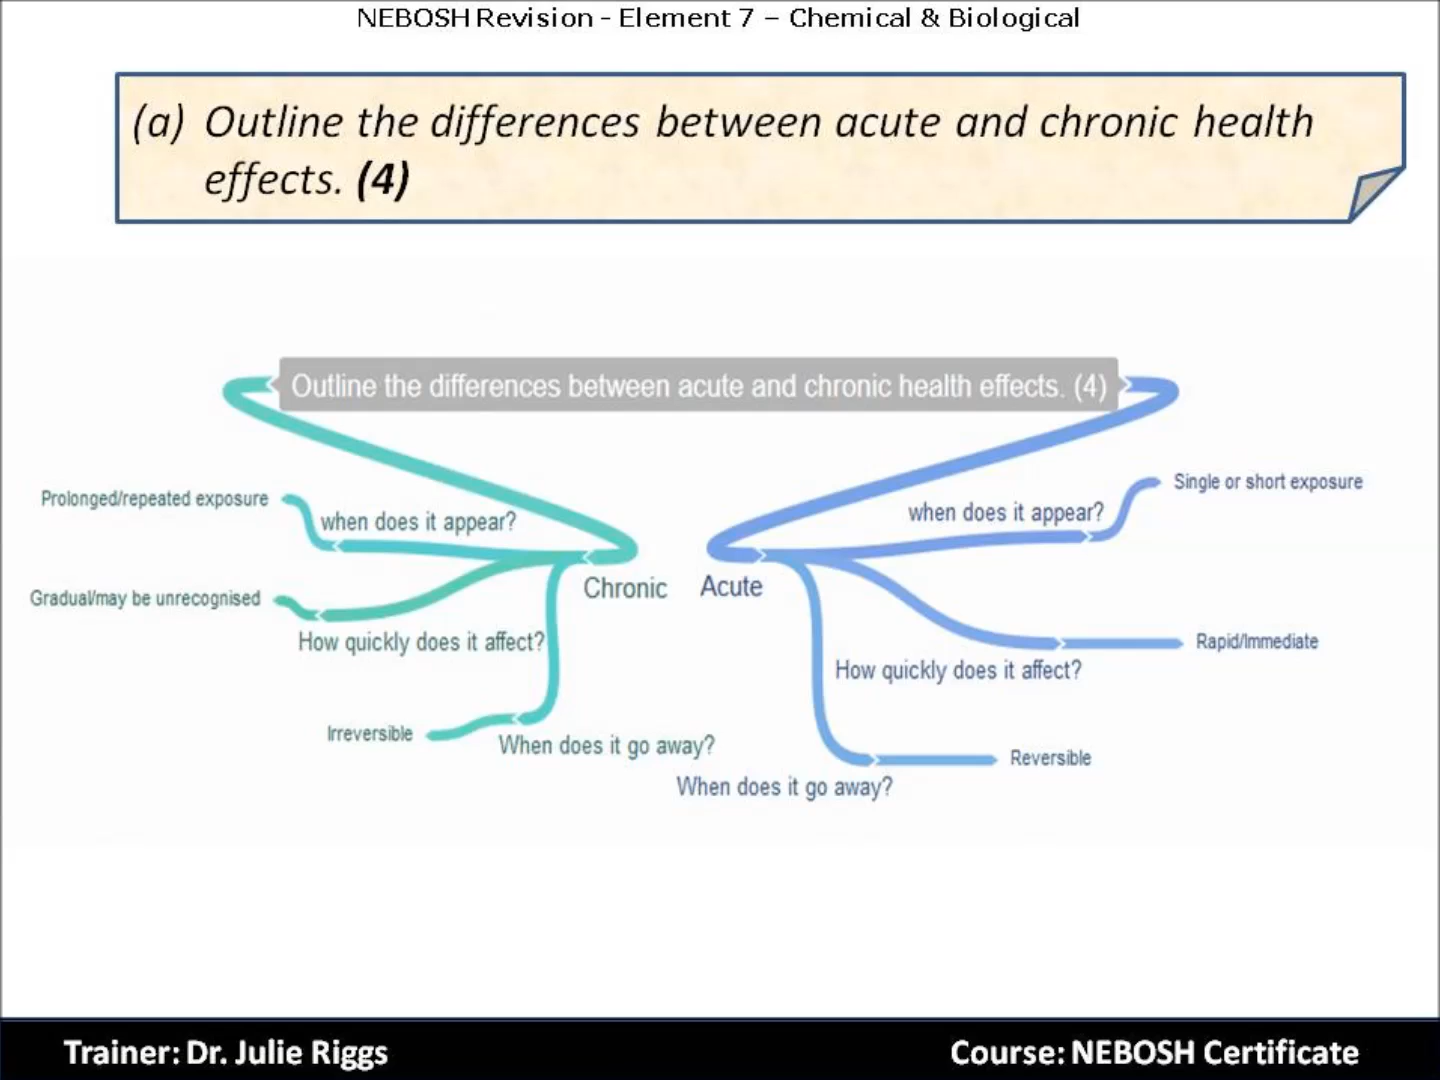 NEBOSH Revision - Element 7 – Chemical & Biological
(a) Outline the differences between acute and chronic health
effects. (4)
Outline the differences between acute and chronic health effects. (4)
Prolonged/repeated exposure
when does it appear?
Gradual/may be unrecognised
How quickly does it affect?
Irreversible
When does it go away?
Chronic
Acute
when does it appear?
Single or short exposure
How quickly does it affect?
Rapid/Immediate
When does it go away?
Reversible
Trainer: Dr. Julie Riggs
Course: NEBOSH Certificate